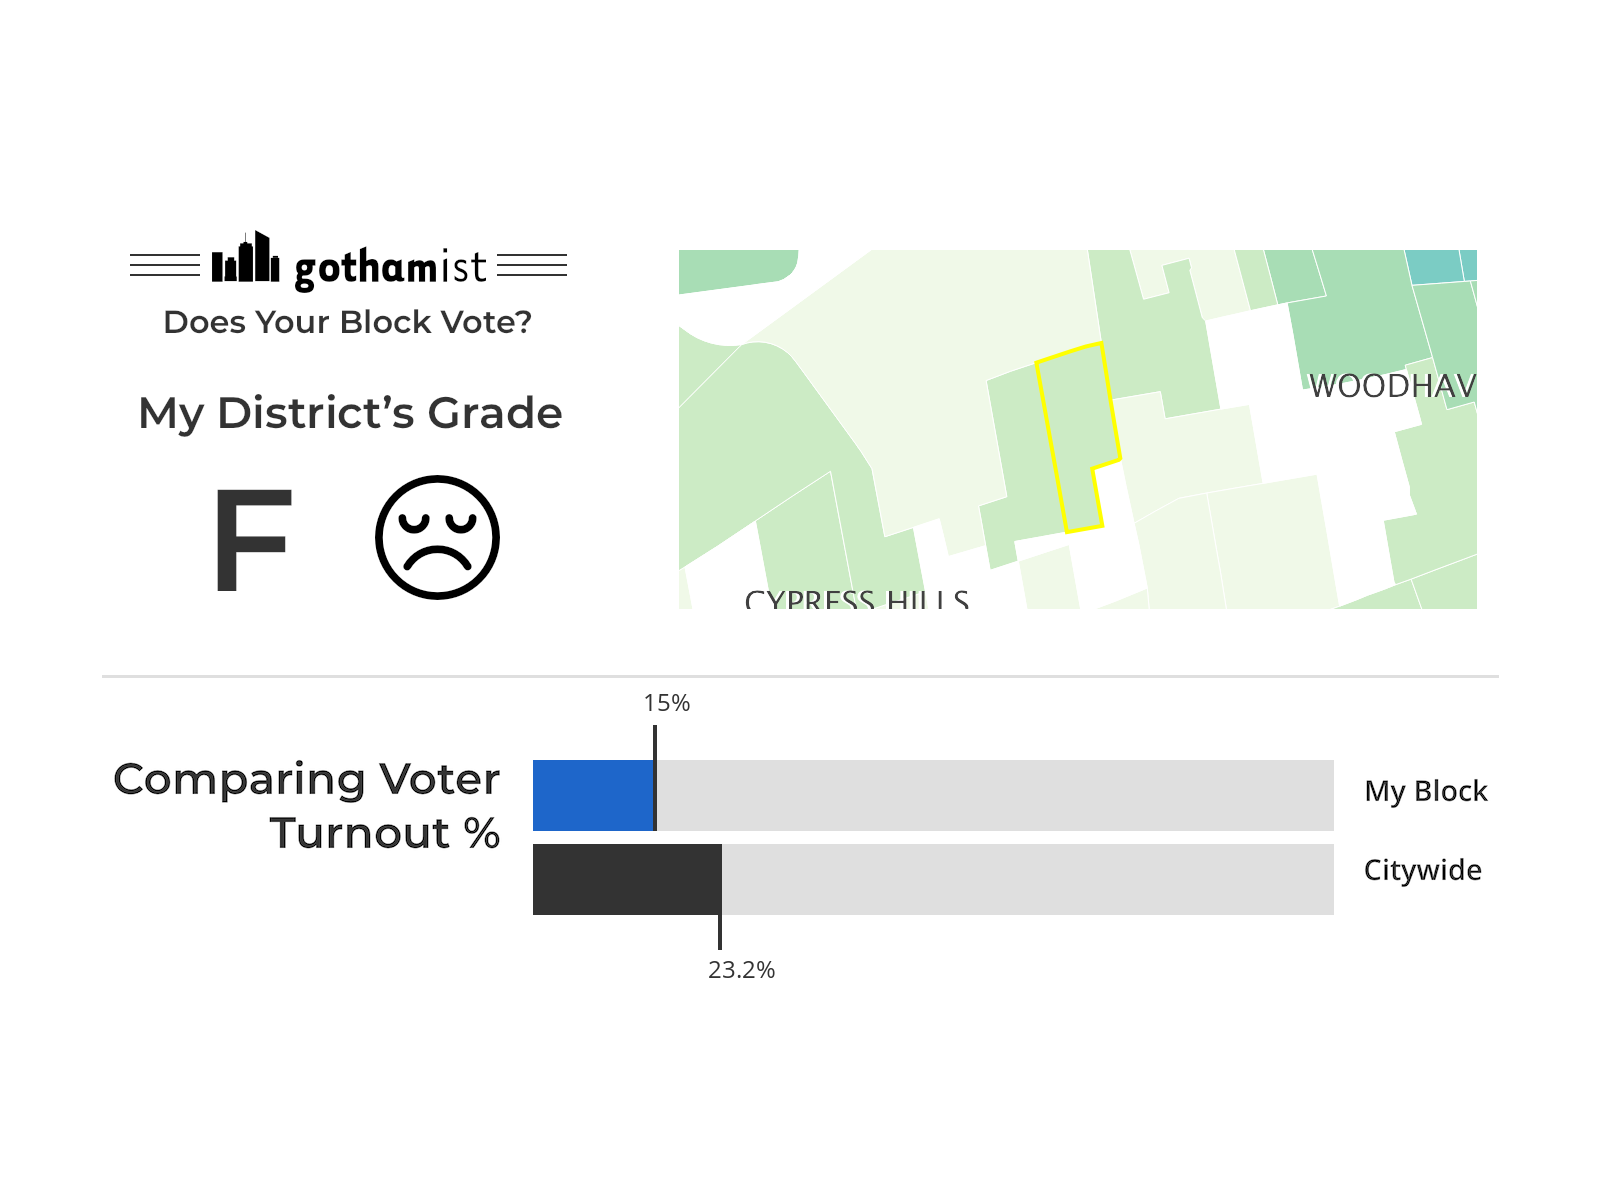 gothamist
Does Your Block Vote?
My District’s Grade
F
WOODHAV
CYPRESS HILLS
15%
Comparing Voter
Turnout %
My Block
Citywide
23.2%